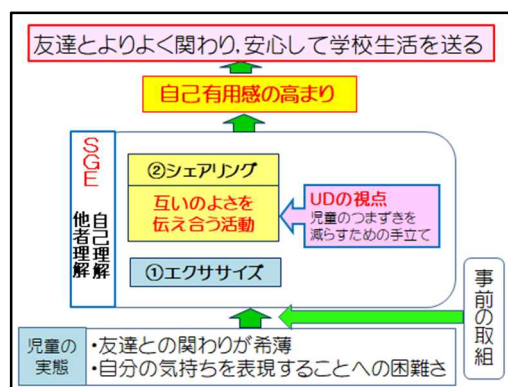 友達とよりよく関わり,安心して学校生活を送る
自己有用感の高まり
SGE
自己理解
他者理解
②シェアリング
互いのよさを
伝え合う活動
UDの視点
児童のつまずきを
減らすための手立て
①エクササイズ
事前の取組
児童の
実態
・友達との関わりが希薄
・自分の気持ちを表現することへの困難さ